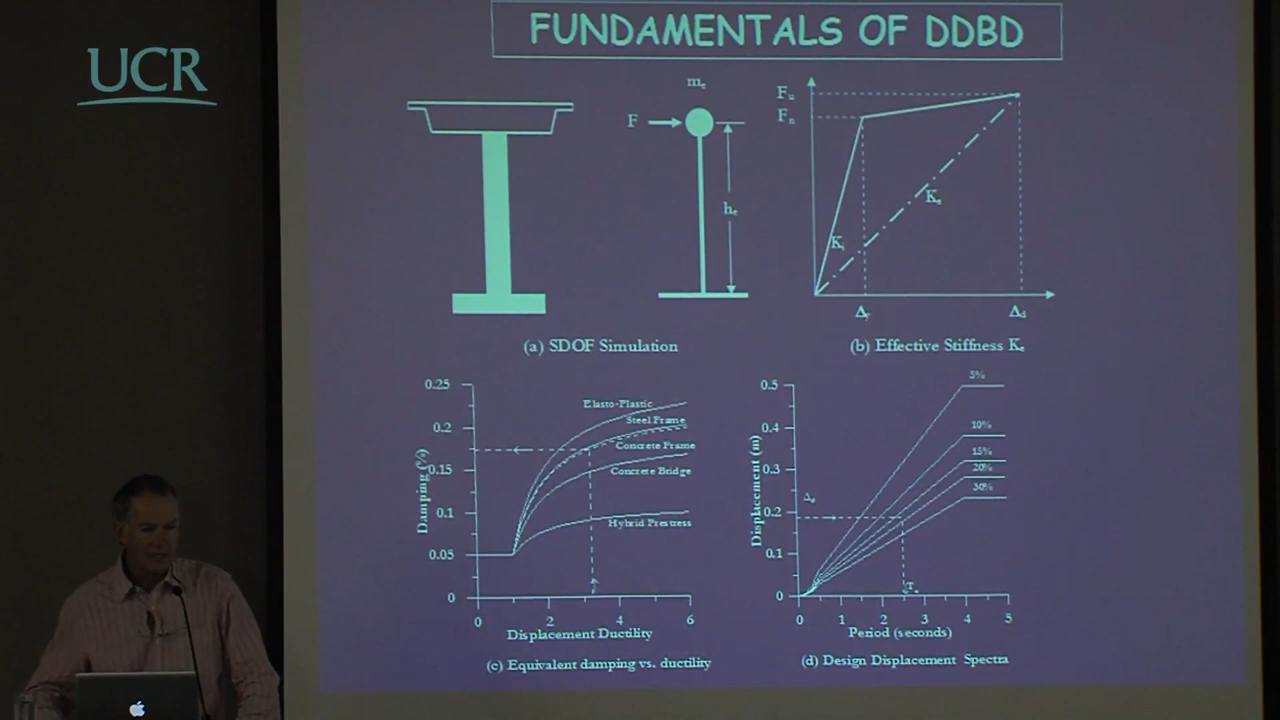 UCR
FUNDAMENTALS OF DDBD
mₑ
F
hₑ
(a) SDOF Simulation
Fᵤ
Fₙ
Kₑ
Kᵢ
Δᵧ
Δd
(b) Effective Stiffness Kₑ
0.25
0.2
0.15
0.1
0.05
0
Damping (%)
Elasto-Plastic
Steel Frame
Concrete Frame
Concrete Bridge
Hybrid Prestress
0 2 4 6
Displacement Ductility
(c) Equivalent damping vs. ductility
0.5
0.4
0.3
0.2
0.1
0
Displacement (m)
5%
10%
15%
20%
30%
Δd
Tₑ
0 1 2 3 4 5
Period (seconds)
(d) Design Displacement Spectra